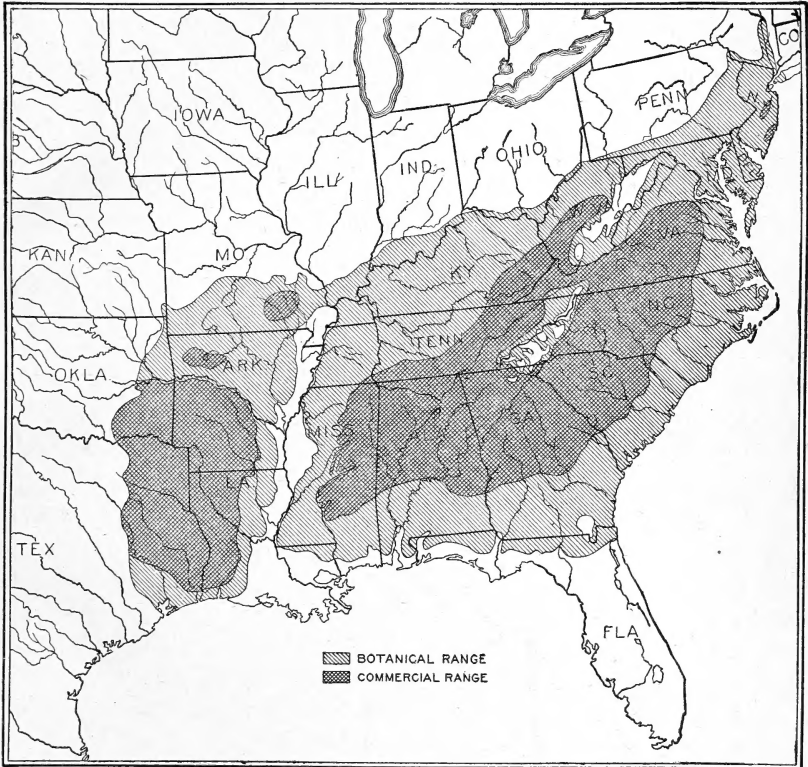 CO
PENN
N.
IOWA
OHIO
IND
ILL
KAN
MO
VA
KY
NC
TENN
ARK
OKLA
SC
MISS
GA
LA
TEX
FLA
BOTANICAL RANGE
COMMERCIAL RANGE